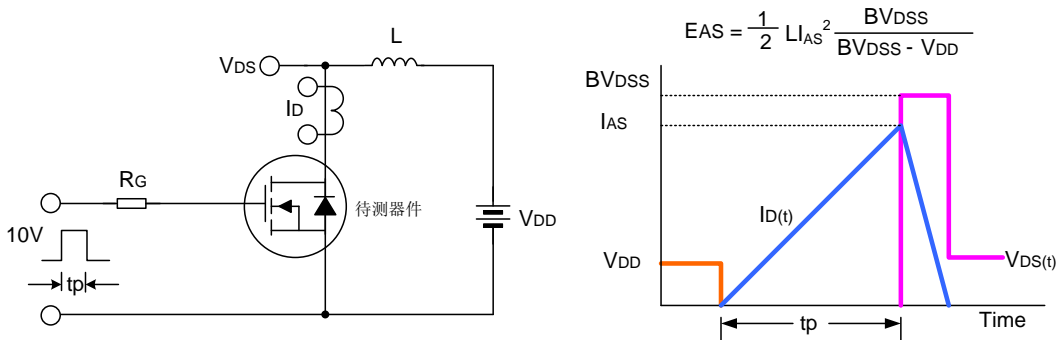 VDS
L
ID
RG
10V
tp
待测器件
VDD
EAS = 1/2 LIAS² BVDSS / (BVDSS - VDD)
BVDSS
IAS
ID(t)
VDD
VDS(t)
tp
Time